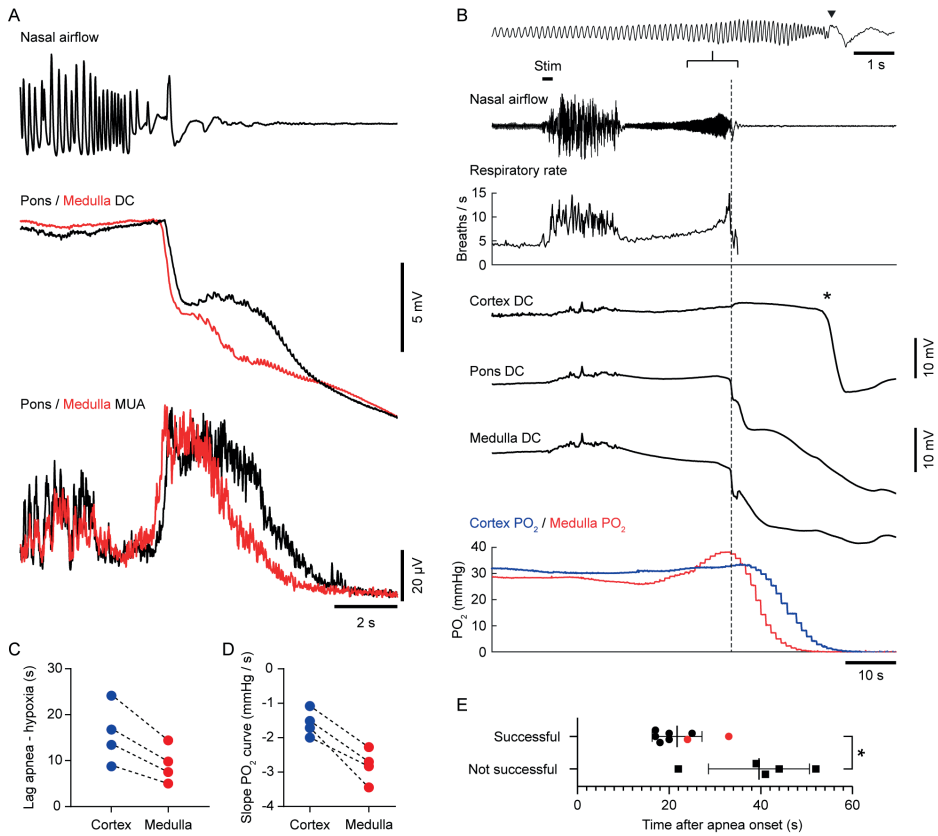 A
Nasal airflow
Pons / Medulla DC
5 mV
Pons / Medulla MUA
20 µV
2 s
B
1 s
Stim
Nasal airflow
Respiratory rate
Breaths / s
15
10
5
0
Cortex DC
*
10 mV
Pons DC
Medulla DC
10 mV
Cortex PO2 / Medulla PO2
PO2 (mmHg)
40
30
20
10
0
10 s
C
Lag apnea - hypoxia (s)
30
20
10
0
Cortex Medulla
D
Slope PO2 curve (mmHg / s)
0
−1
−2
−3
−4
Cortex Medulla
E
Successful
Not successful
*
0 20 40 60
Time after apnea onset (s)